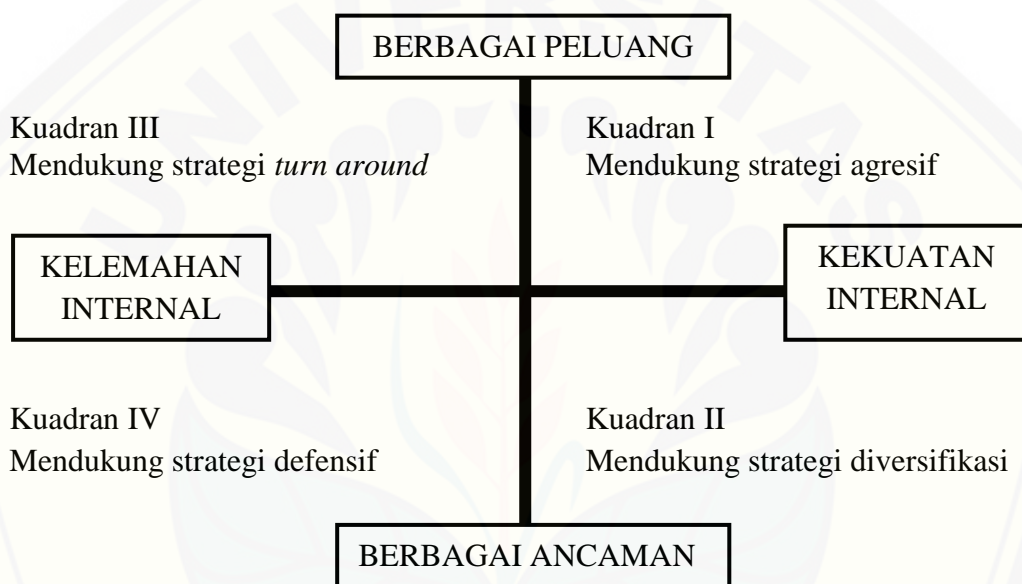 BERBAGAI PELUANG
Kuadran III
Mendukung strategi turn around
Kuadran I
Mendukung strategi agresif
KELEMAHAN
INTERNAL
KEKUATAN
INTERNAL
Kuadran IV
Mendukung strategi defensif
Kuadran II
Mendukung strategi diversifikasi
BERBAGAI ANCAMAN
UNIVERSITAS